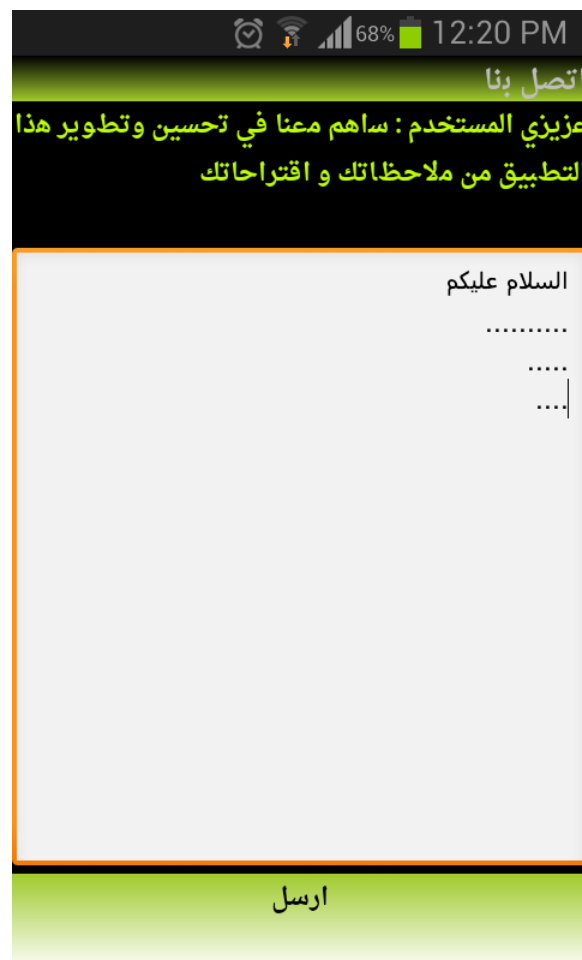 68% 12:20 PM
اتصل بنا
عزيزي المستخدم : ساهم معنا في تحسين وتطوير هذا
لتطبيق من ملاحظاتك و اقتراحاتك
السلام عليكم
..........
.....
....
ارسل